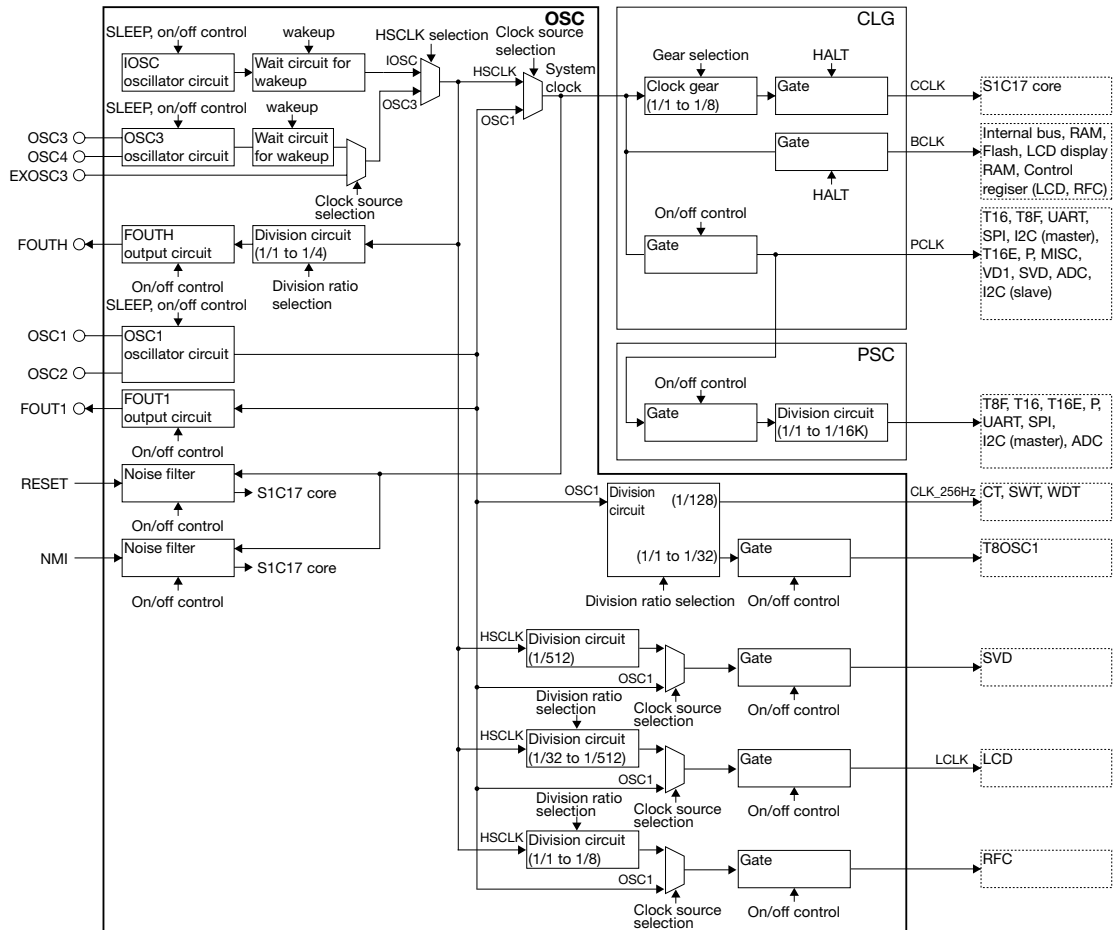 OSC
CLG
SLEEP, on/off control
wakeup
HSCLK selection
Clock source
selection
IOSC
oscillator circuit
Wait circuit for
wakeup
IOSC
HSCLK
System
clock
Gear selection
HALT
Clock gear
(1/1 to 1/8)
Gate
CCLK
S1C17 core
SLEEP, on/off control
wakeup
OSC3
OSC1
OSC3
OSC4
EXOSC3
OSC3
oscillator circuit
Wait circuit
for wakeup
Clock source
selection
Gate
HALT
BCLK
Internal bus, RAM,
Flash, LCD display
RAM, Control
regiser (LCD, RFC)
On/off control
Gate
PCLK
T16, T8F, UART,
SPI, I2C (master),
T16E, P, MISC,
VD1, SVD, ADC,
I2C (slave)
FOUTH
FOUTH
output circuit
Division circuit
(1/1 to 1/4)
On/off control
Division ratio
selection
SLEEP, on/off control
OSC1
OSC2
OSC1
oscillator circuit
PSC
On/off control
Gate
Division circuit
(1/1 to 1/16K)
T8F, T16, T16E, P,
UART, SPI,
I2C (master), ADC
FOUT1
FOUT1
output circuit
On/off control
RESET
Noise filter
S1C17 core
On/off control
NMI
Noise filter
S1C17 core
On/off control
OSC1
Division
circuit
(1/128)
(1/1 to 1/32)
CLK_256Hz
CT, SWT, WDT
Gate
T8OSC1
Division ratio selection
On/off control
HSCLK
Division circuit
(1/512)
OSC1
Clock source
selection
Gate
On/off control
SVD
Division ratio
selection
HSCLK
Division circuit
(1/32 to 1/512)
OSC1
Clock source
selection
Gate
On/off control
LCLK
LCD
Division ratio
selection
HSCLK
Division circuit
(1/1 to 1/8)
OSC1
Clock source
selection
Gate
On/off control
RFC